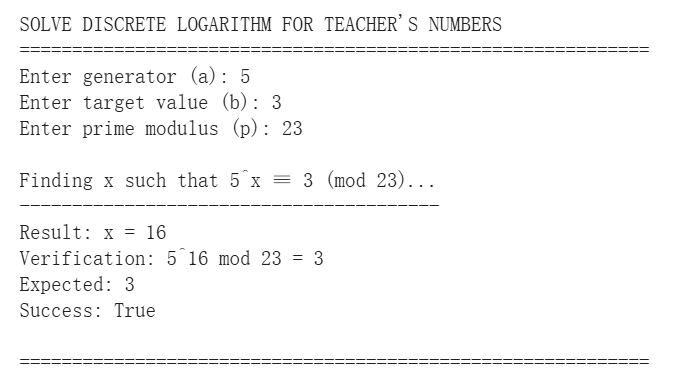 SOLVE DISCRETE LOGARITHM FOR TEACHER'S NUMBERS
============================================================
Enter generator (a): 5
Enter target value (b): 3
Enter prime modulus (p): 23
Finding x such that 5^x ≡ 3 (mod 23)...
----------------------------------------
Result: x = 16
Verification: 5^16 mod 23 = 3
Expected: 3
Success: True
============================================================